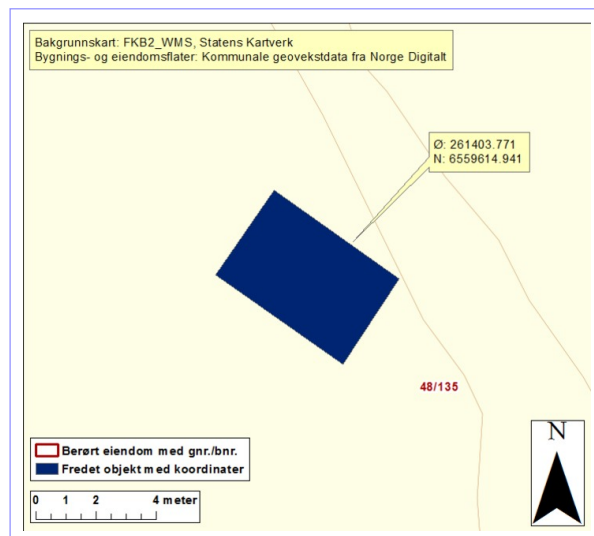 Bakgrunnskart: FKB2_WMS, Statens Kartverk
Bygnings- og eiendomsflater: Kommunale geovekstdata fra Norge Digitalt
Ø: 261403.771
N: 6559614.941
48/135
Berørt eiendom med gnr./bnr.
Fredet objekt med koordinater
0 1 2 4 meter
N